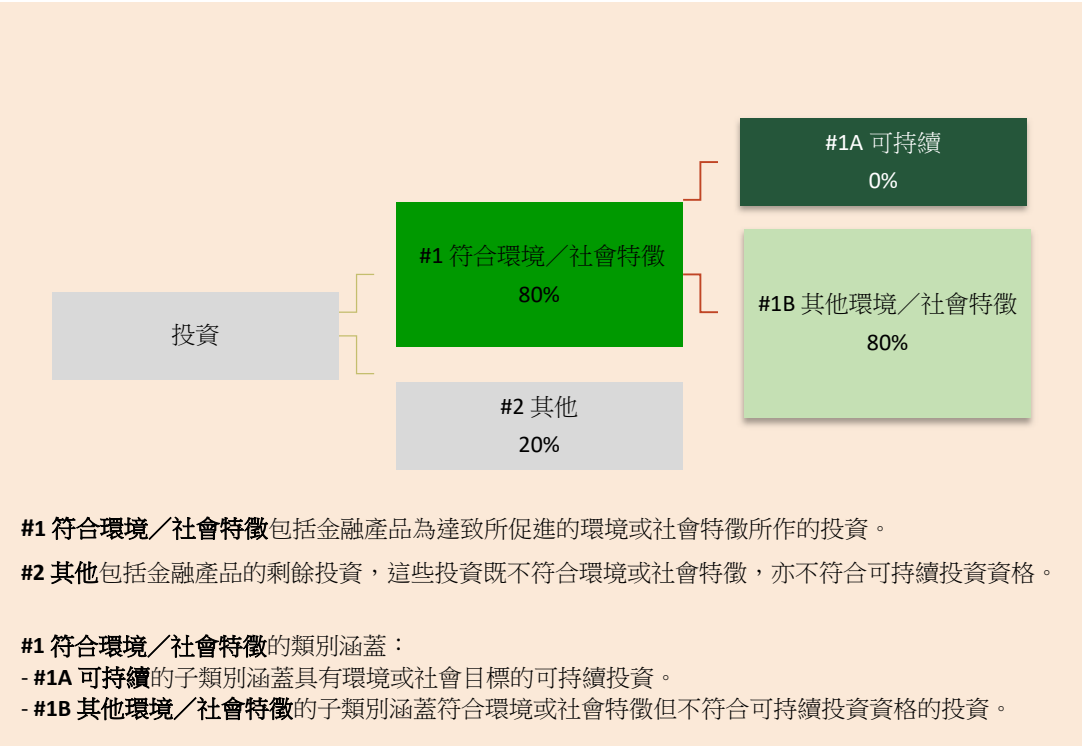 #1A 可持續
0%
#1 符合環境／社會特徵
80%
#1B 其他環境／社會特徵
80%
投資
#2 其他
20%
#1 符合環境／社會特徵包括金融產品為達致所促進的環境或社會特徵所作的投資。
#2 其他包括金融產品的剩餘投資，這些投資既不符合環境或社會特徵，亦不符合可持續投資資格。
#1 符合環境／社會特徵的類別涵蓋：
- #1A 可持續的子類別涵蓋具有環境或社會目標的可持續投資。
- #1B 其他環境／社會特徵的子類別涵蓋符合環境或社會特徵但不符合可持續投資資格的投資。